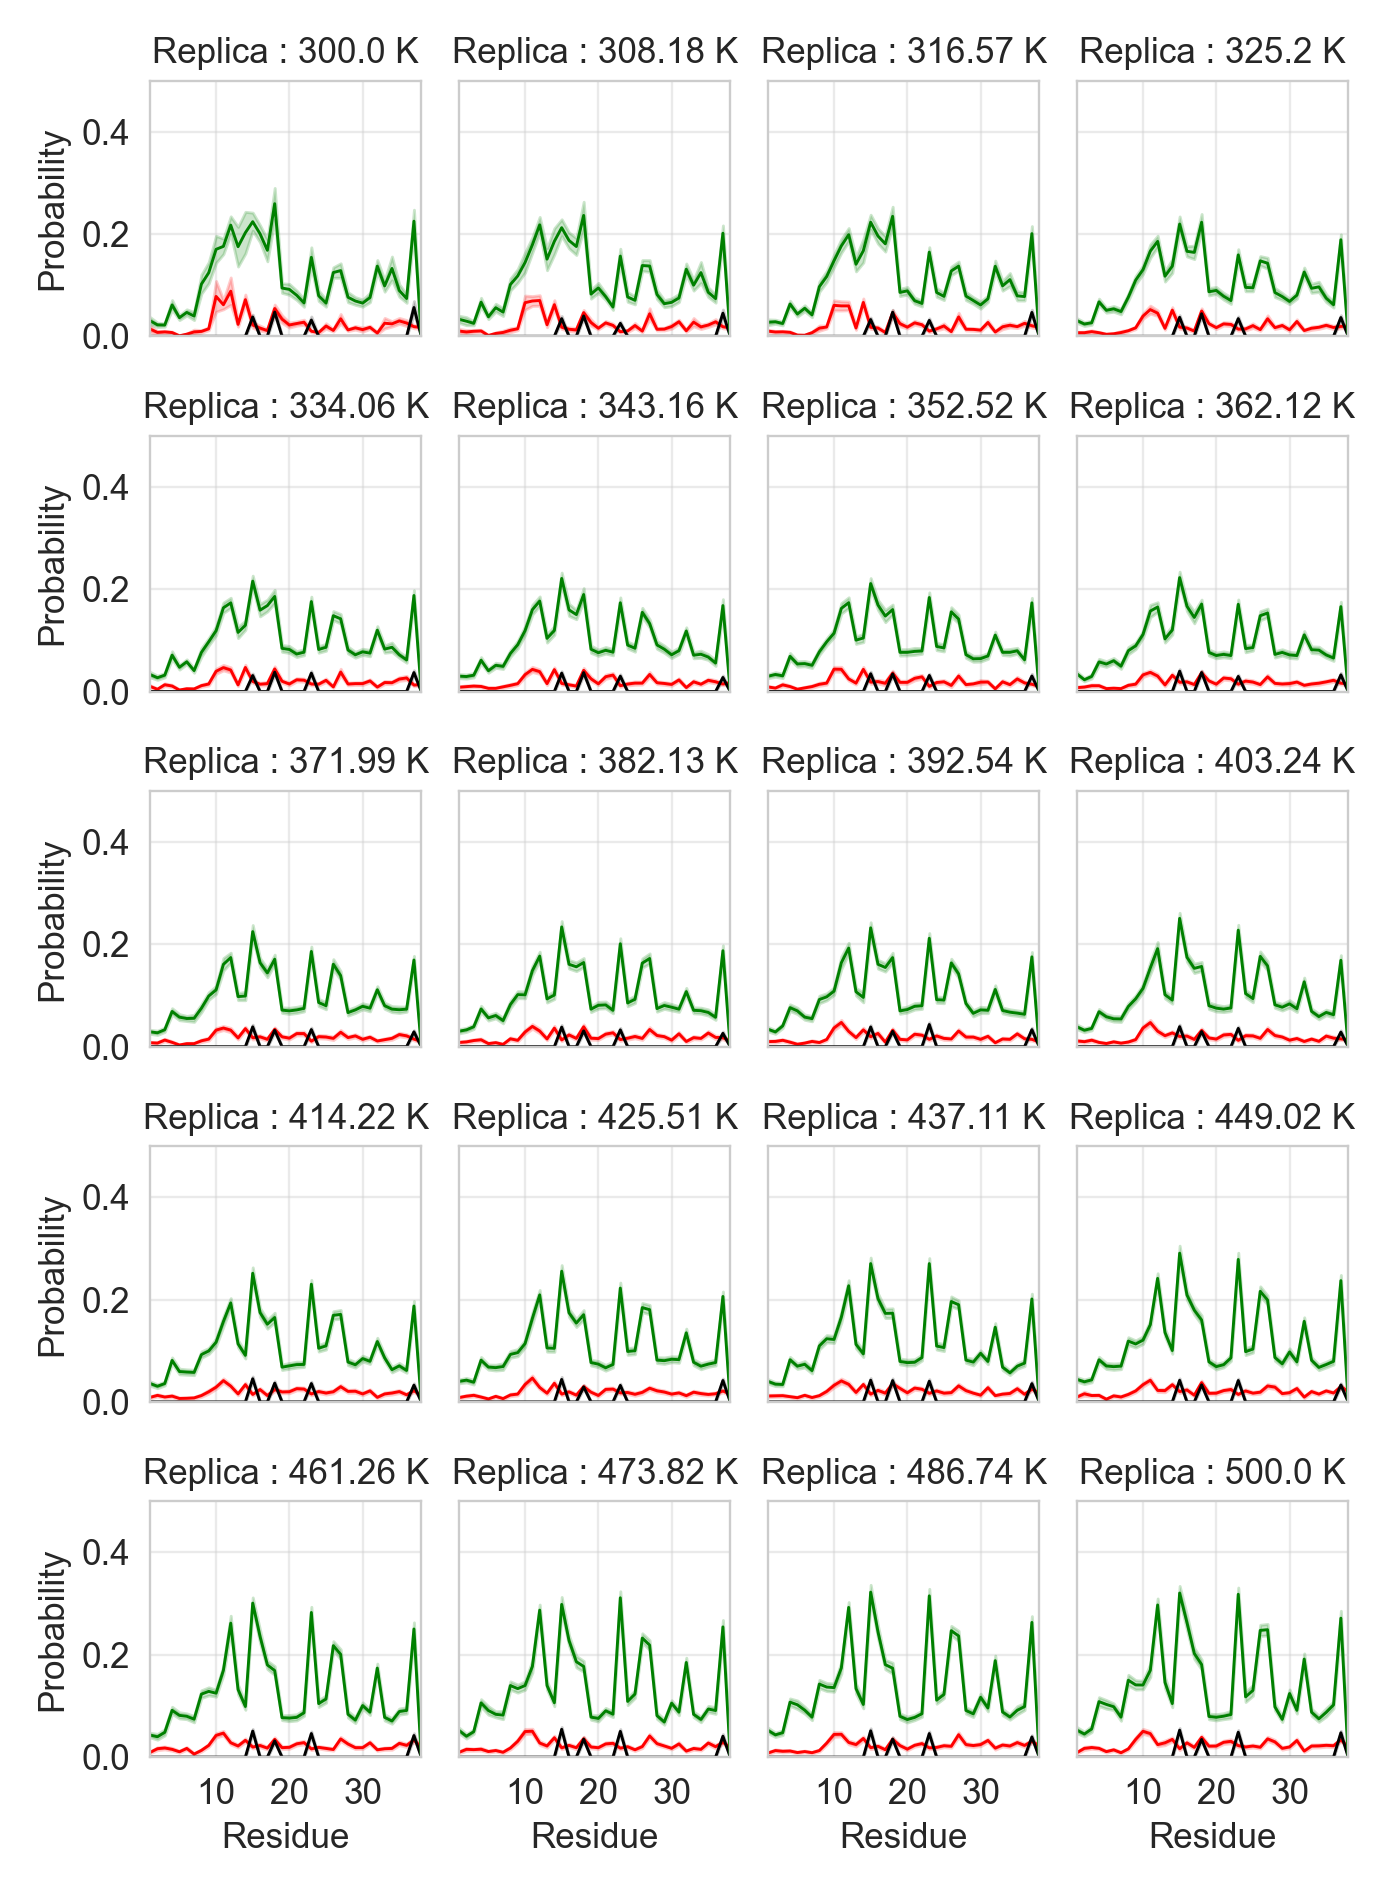 Replica : 300.0 K
Replica : 308.18 K
Replica : 316.57 K
Replica : 325.2 K
Probability
0.4
0.2
0.0
Replica : 334.06 K
Replica : 343.16 K
Replica : 352.52 K
Replica : 362.12 K
Probability
0.4
0.2
0.0
Replica : 371.99 K
Replica : 382.13 K
Replica : 392.54 K
Replica : 403.24 K
Probability
0.4
0.2
0.0
Replica : 414.22 K
Replica : 425.51 K
Replica : 437.11 K
Replica : 449.02 K
Probability
0.4
0.2
0.0
Replica : 461.26 K
Replica : 473.82 K
Replica : 486.74 K
Replica : 500.0 K
Probability
0.4
0.2
0.0
10 20 30
10 20 30
10 20 30
10 20 30
Residue
Residue
Residue
Residue